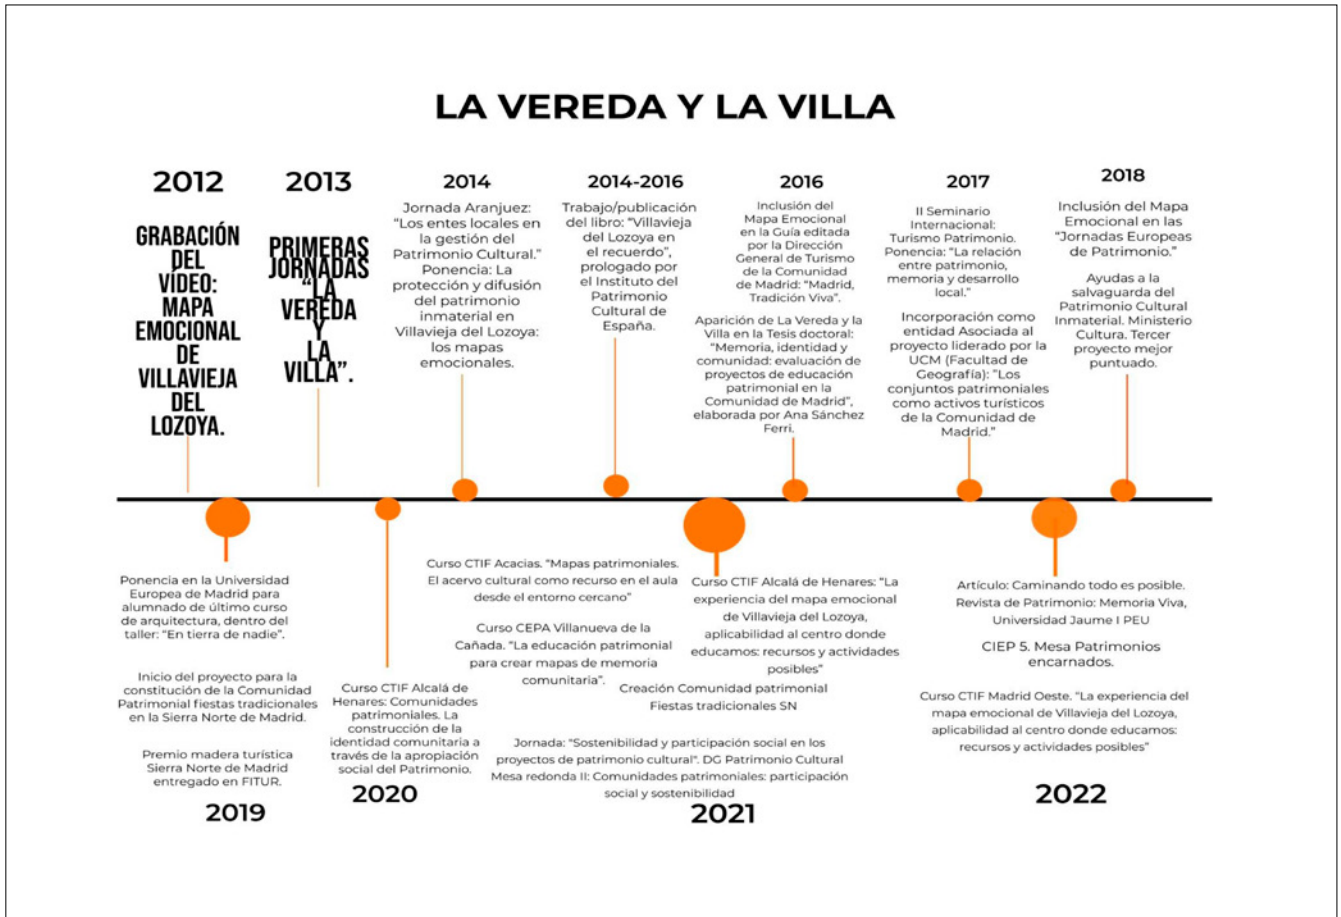 LA VEREDA Y LA VILLA
2012
GRABACIÓN
DEL
VÍDEO:
MAPA
EMOCIONAL
DE
VILLAVIEJA
DEL
LOZOYA.
2013
PRIMERAS
JORNADAS
“LA
VEREDA
Y
LA
VILLA”.
2014
Jornada Aranjuez:
“Los entes locales en
la gestión del
Patrimonio Cultural.”
Ponencia: La
protección y difusión
del patrimonio
inmaterial en
Villavieja del Lozoya:
los mapas
emocionales.
2014-2016
Trabajo/publicación
del libro: “Villavieja
del Lozoya en
el recuerdo”,
prologado por
el Instituto del
Patrimonio
Cultural de
España.
2016
Inclusión del
Mapa Emocional
en la Guía editada
por la Dirección
General de Turismo
de la Comunidad
de Madrid: “Madrid,
Tradición Viva”.
Aparición de La Vereda y la
Villa en la Tesis doctoral:
“Memoria, identidad y
comunidad: evaluación de
proyectos de educación
patrimonial en la
Comunidad de Madrid”,
elaborada por Ana Sánchez
Ferri.
2017
II Seminario
Internacional:
Turismo Patrimonio.
Ponencia: “La relación
entre patrimonio,
memoria y desarrollo
local.”
Incorporación como
entidad Asociada al
proyecto liderado por la
UCM (Facultad de
Geografía): “Los
conjuntos patrimoniales
como activos turísticos
de la Comunidad de
Madrid.”
2018
Inclusión del Mapa
Emocional en las
“Jornadas Europeas
de Patrimonio.”
Ayudas a la
salvaguarda del
Patrimonio Cultural
Inmaterial. Ministerio
Cultura. Tercer
proyecto mejor
puntuado.
Ponencia en la Universidad
Europea de Madrid para
alumnado de último curso
de arquitectura, dentro del
taller: “En tierra de nadie”.
Inicio del proyecto para la
constitución de la Comunidad
Patrimonial fiestas tradicionales
en la Sierra Norte de Madrid.
Premio madera turística
Sierra Norte de Madrid
entregado en FITUR.
2019
Curso CTIF Alcalá de
Henares: Comunidades
patrimoniales. La
construcción de la
identidad comunitaria a
través de la apropiación
social del Patrimonio.
2020
Curso CTIF Acacias. “Mapas patrimoniales.
El acervo cultural como recurso en el aula
desde el entorno cercano”
Curso CEPA Villanueva de la
Cañada. “La educación patrimonial
para crear mapas de memoria
comunitaria”.
Curso CTIF Alcalá de Henares: “La
experiencia del mapa emocional
de Villavieja del Lozoya,
aplicabilidad al centro donde
educamos: recursos y actividades
posibles”
Creación Comunidad patrimonial
Fiestas tradicionales SN
Jornada: “Sostenibilidad y participación social en los
proyectos de patrimonio cultural". DG Patrimonio Cultural
Mesa redonda II: Comunidades patrimoniales: participación
social y sostenibilidad
2021
Artículo: Caminando todo es posible.
Revista de Patrimonio: Memoria Viva,
Universidad Jaume I PEU
CIEP 5. Mesa Patrimonios
encarnados.
Curso CTIF Madrid Oeste. “La experiencia del
mapa emocional de Villavieja del Lozoya,
aplicabilidad al centro donde educamos:
recursos y actividades posibles”
2022